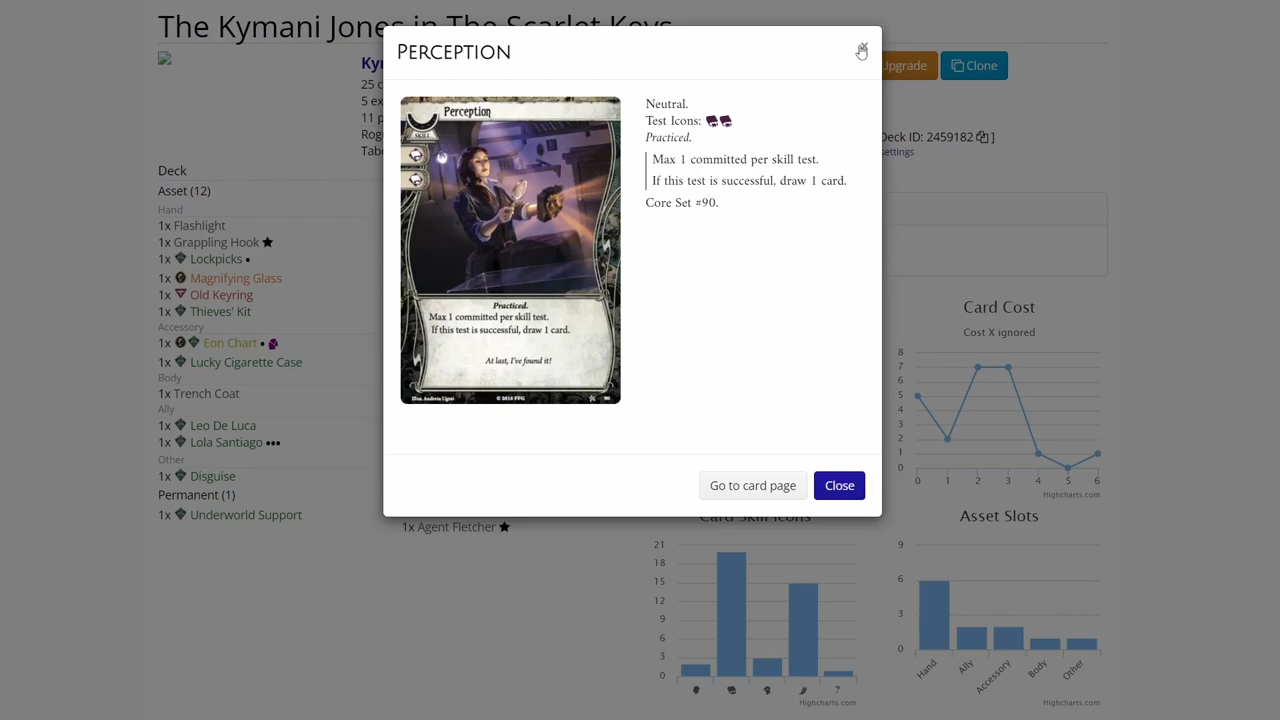 The Kymani Jones in The Scarlet Keys
PERCEPTION
Upgrade
Clone
25
5
11
Deck ID: 2459182 ]
settings
Deck
Asset (12)
Hand
1x Flashlight
1x Grappling Hook
1x Lockpicks
1x Magnifying Glass
1x Old Keyring
1x Thieves' Kit
Accessory
1x Eon Chart
1x Lucky Cigarette Case
Body
1x Trench Coat
Ally
1x Leo De Luca
1x Lola Santiago
Other
1x Disguise
Permanent (1)
1x Underworld Support
1x Agent Fletcher
Perception
SKILL
Practiced.
Max 1 committed per skill test.
If this test is successful, draw 1 card.
At last, I've found it!
© 2016 FFG
90
Neutral.
Test Icons:
Practiced.
Max 1 committed per skill test.
If this test is successful, draw 1 card.
Core Set #90.
Go to card page
Close
Card Cost
Cost X ignored
8
7
6
5
4
3
2
1
0
0 1 2 3 4 5 6
Highcharts.com
Card Skill Icons
21
18
15
12
9
6
3
0
?
Highcharts.com
Asset Slots
9
6
3
0
Hand
Ally
Accessory
Body
Other
Highcharts.com